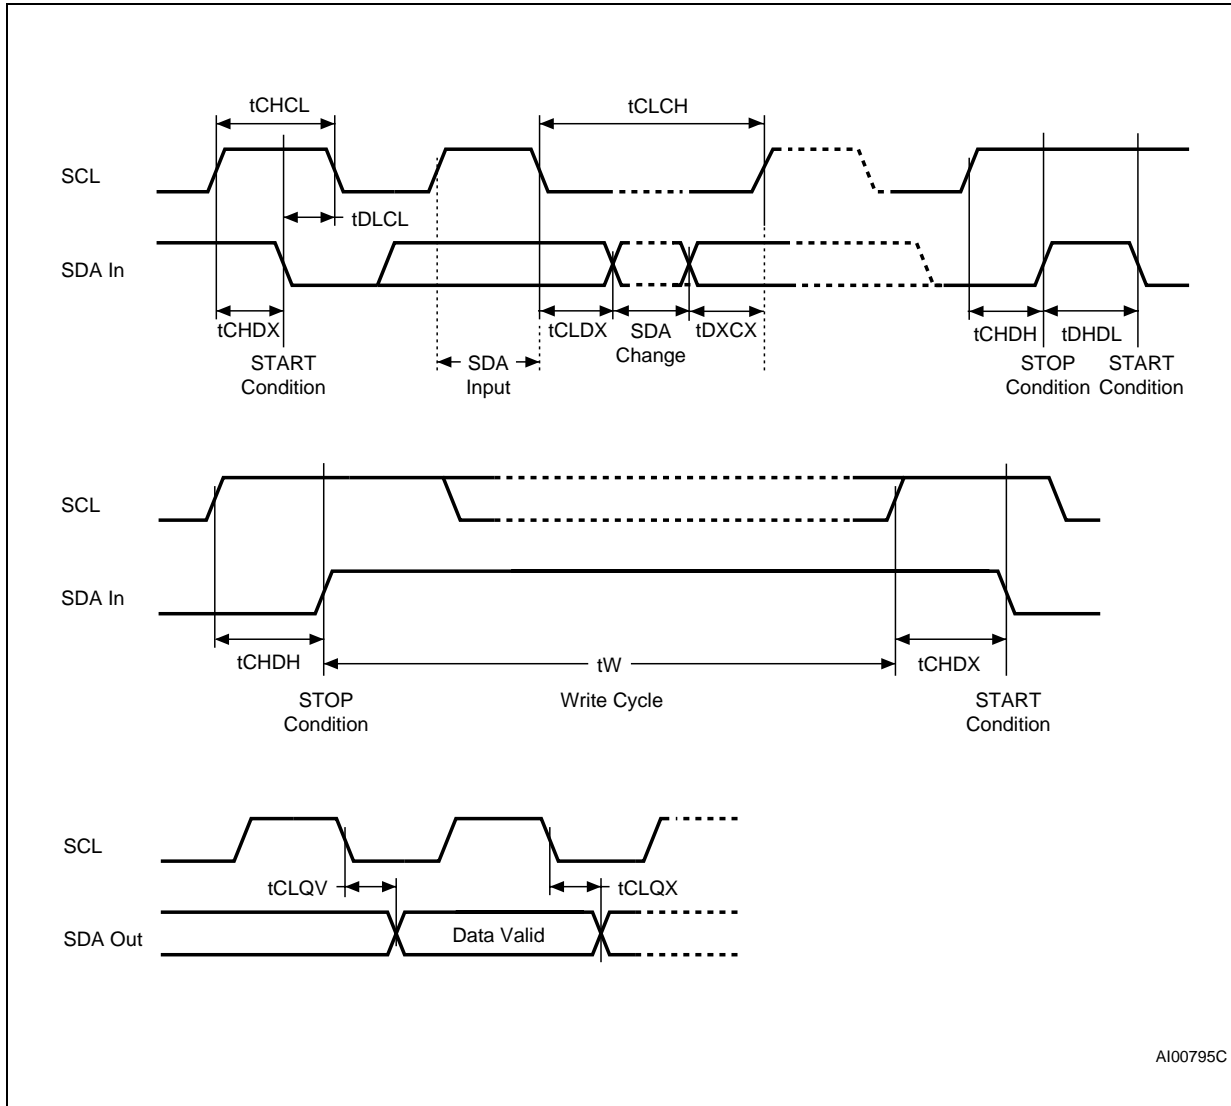 tCHCL
tCLCH
SCL
tDLCL
SDA In
tCHDX
tCLDX
SDA
Change
tDXCX
tCHDH
tDHDL
START
Condition
SDA
Input
STOP
Condition
START
Condition
SCL
SDA In
tCHDH
tW
tCHDX
STOP
Condition
Write Cycle
START
Condition
SCL
tCLQV
tCLQX
SDA Out
Data Valid
AI00795C